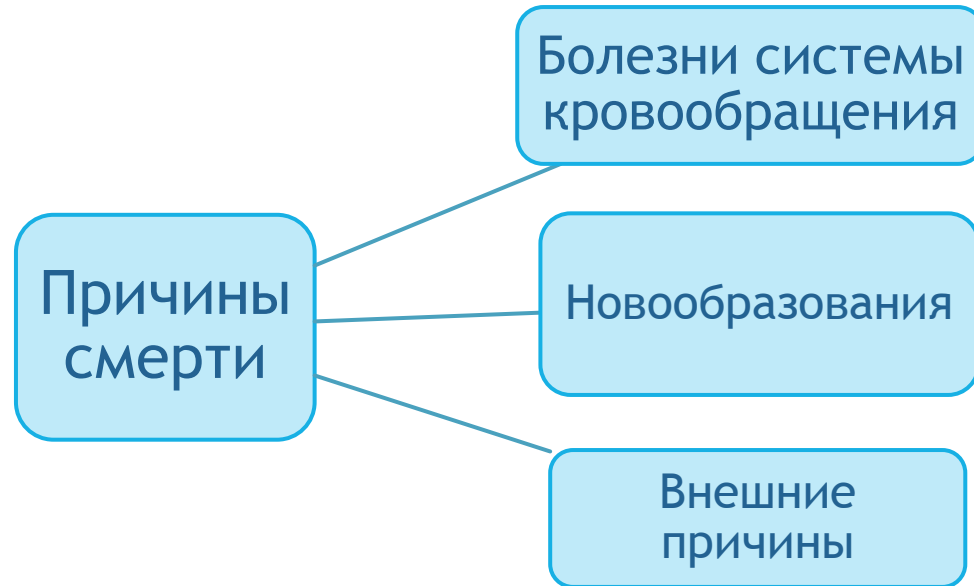 Болезни системы
кровообращения
Причины
смерти
Новообразования
Внешние
причины